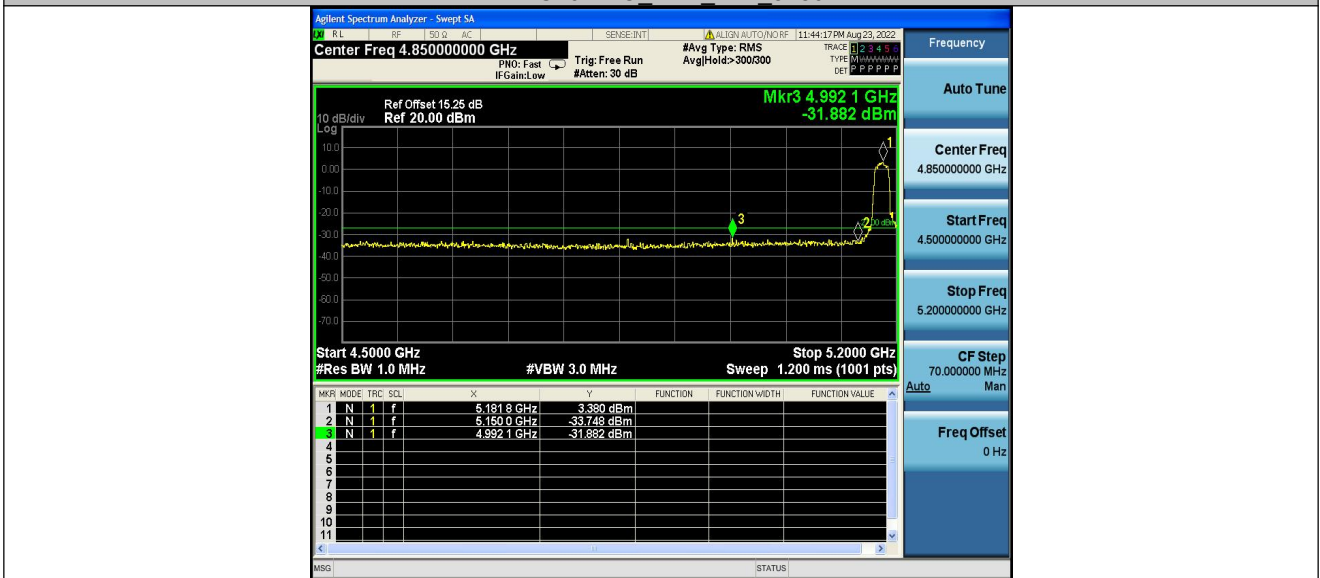 Agilent Spectrum Analyzer - Swept SA
LXI RL RF 50 Ω AC SENSE:INT ALIGN AUTO/NO RF 11:44:17 PM Aug 23, 2022
Center Freq 4.850000000 GHz
PNO: Fast
IFGain:Low
Trig: Free Run
#Atten: 30 dB
#Avg Type: RMS
Avg|Hold:>300/300
TRACE 1 2 3 4 5 6
TYPE M
DET P P P P P P
Frequency
Auto Tune
Center Freq
4.850000000 GHz
Start Freq
4.500000000 GHz
Stop Freq
5.200000000 GHz
CF Step
70.000000 MHz
Auto Man
Freq Offset
0 Hz
Mkr3 4.992 1 GHz
-31.882 dBm
Ref Offset 15.25 dB
10 dB/div Ref 20.00 dBm
Log
10.0
0.00
-10.0
-20.0
-30.0
-40.0
-50.0
-60.0
-70.0
1
2
3
Start 4.5000 GHz Stop 5.2000 GHz
#Res BW 1.0 MHz #VBW 3.0 MHz Sweep 1.200 ms (1001 pts)
MKR MODE TRC SCL X Y FUNCTION FUNCTION WIDTH FUNCTION VALUE
1 N 1 f 5.181 8 GHz 3.380 dBm
2 N 1 f 5.150 0 GHz -33.748 dBm
3 N 1 f 4.992 1 GHz -31.882 dBm
4
5
6
7
8
9
10
11
MSG STATUS